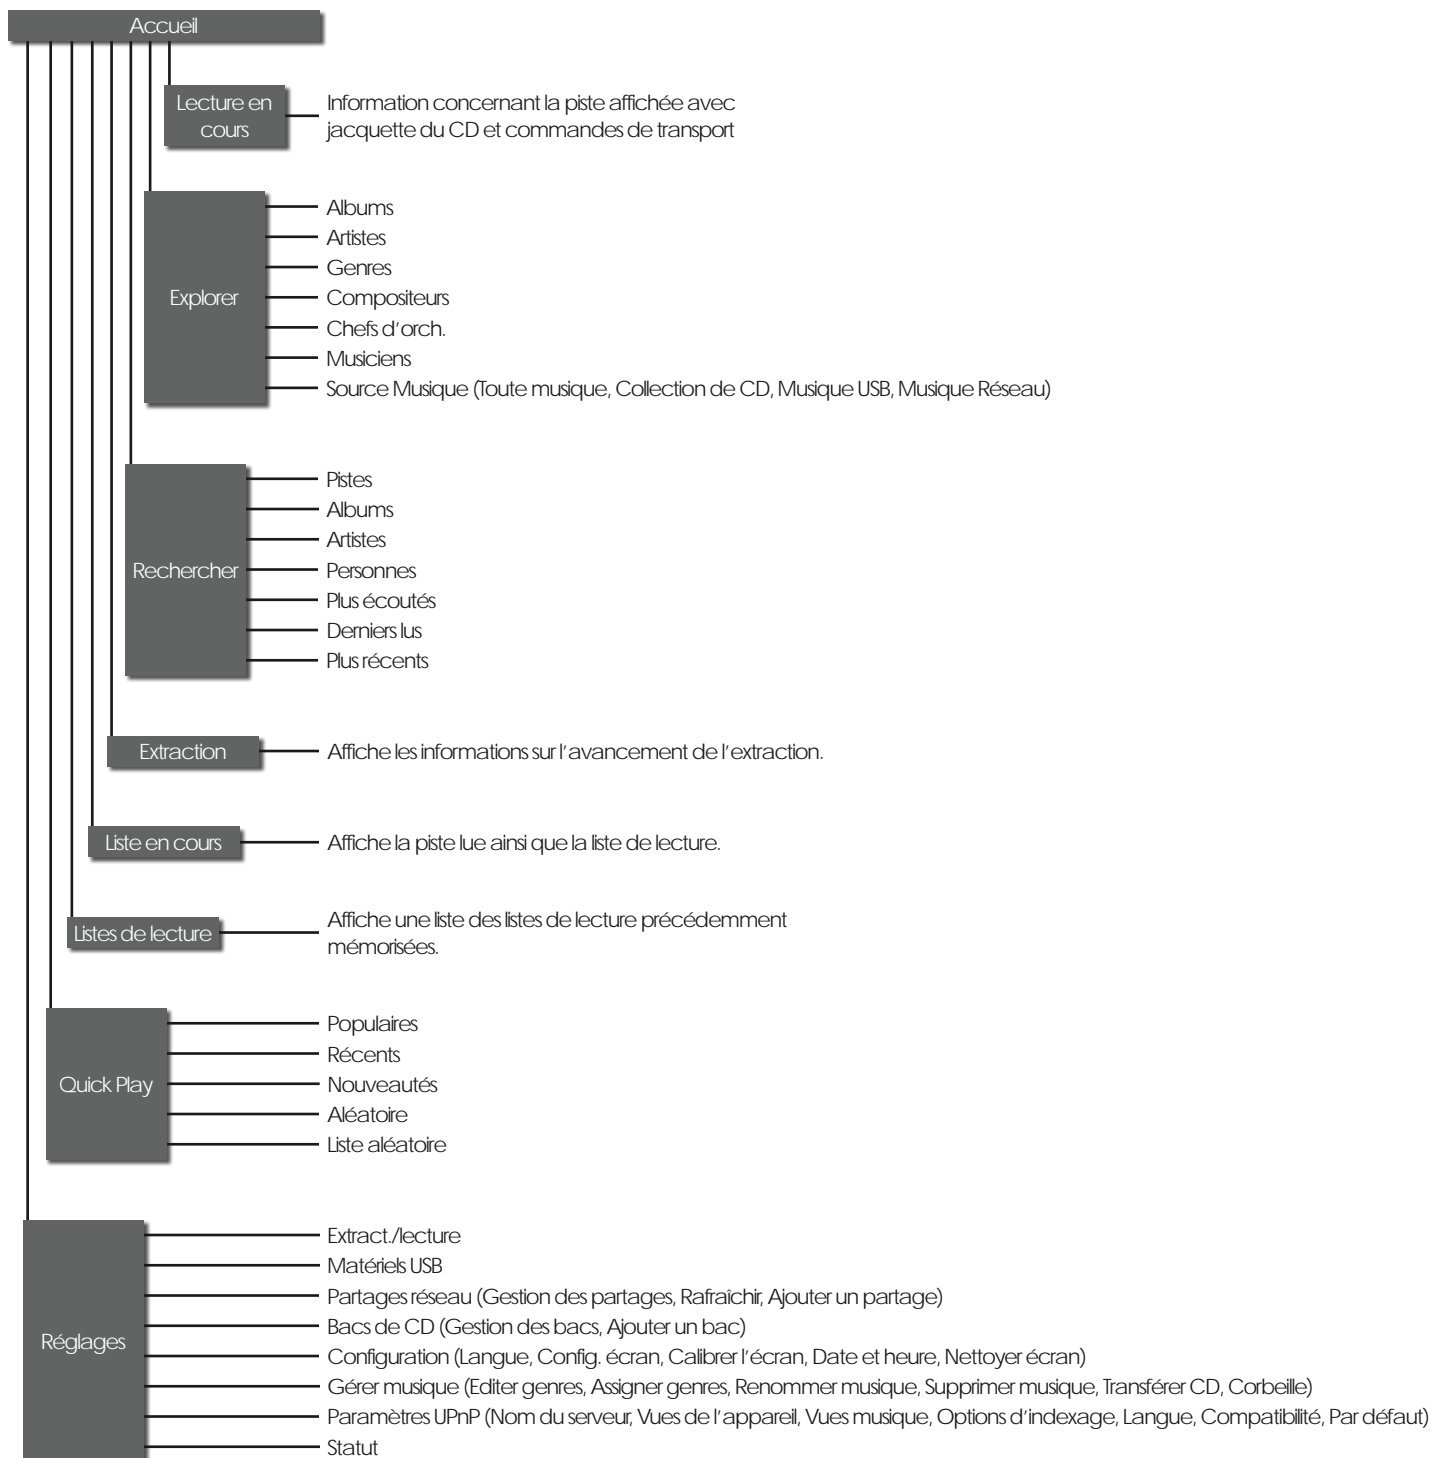 Accueil
Lecture en
cours
Information concernant la piste affichée avec
jacquette du CD et commandes de transport
Explorer
Albums
Artistes
Genres
Compositeurs
Chefs d'orch.
Musiciens
Source Musique (Toute musique, Collection de CD, Musique USB, Musique Réseau)
Rechercher
Pistes
Albums
Artistes
Personnes
Plus écoutés
Derniers lus
Plus récents
Extraction
Affiche les informations sur l'avancement de l'extraction.
Liste en cours
Affiche la piste lue ainsi que la liste de lecture.
Listes de lecture
Affiche une liste des listes de lecture précédemment
mémorisées.
Quick Play
Populaires
Récents
Nouveautés
Aléatoire
Liste aléatoire
Réglages
Extract./lecture
Matériels USB
Partages réseau (Gestion des partages, Rafraîchir, Ajouter un partage)
Bacs de CD (Gestion des bacs, Ajouter un bac)
Configuration (Langue, Config. écran, Calibrer l'écran, Date et heure, Nettoyer écran)
Gérer musique (Editer genres, Assigner genres, Renommer musique, Supprimer musique, Transférer CD, Corbeille)
Paramètres UPnP (Nom du serveur, Vues de l'appareil, Vues musique, Options d'indexage, Langue, Compatibilité, Par défaut)
Statut